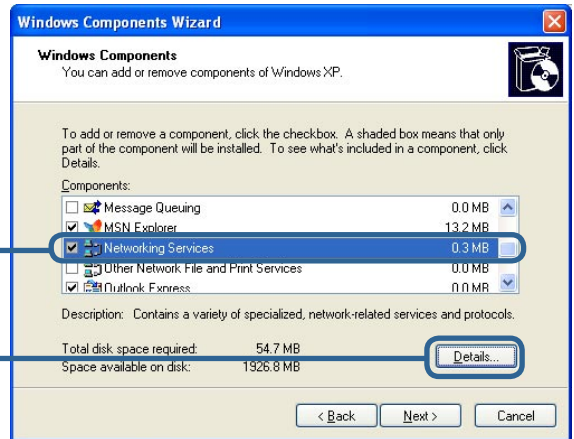 Windows Components Wizard
Windows Components
You can add or remove components of Windows XP.
To add or remove a component, click the checkbox. A shaded box means that only
part of the component will be installed. To see what's included in a component, click
Details.
Components:
Message Queuing 0.0 MB
MSN Explorer 13.2 MB
Networking Services 0.3 MB
Other Network File and Print Services 0.0 MB
Outlook Express 0.0 MB
Description: Contains a variety of specialized, network-related services and protocols.
Total disk space required: 54.7 MB
Space available on disk: 1926.8 MB
Details...
< Back Next > Cancel